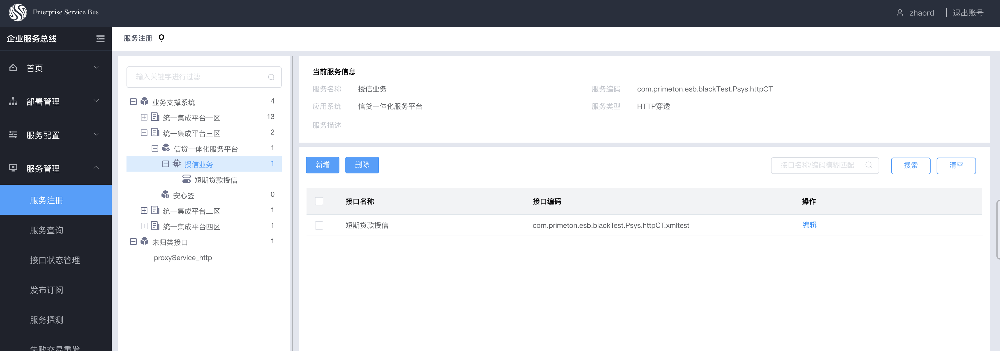 Enterprise Service Bus
zhaord
退出账号
企业服务总线
首页
部署管理
服务配置
服务管理
服务注册
服务查询
接口状态管理
发布订阅
服务探测
失败交易重发
服务注册
输入关键字进行过滤
业务支撑系统 4
统一集成平台一区 13
统一集成平台三区 2
信贷一体化服务平台 1
授信业务 1
短期贷款授信
安心签 0
统一集成平台二区 1
统一集成平台四区 1
未归类接口 1
proxyService_http
当前服务信息
服务名称 授信业务 服务编码 com.primeton.esb.blackTest.Psys.httpCT
应用系统 信贷一体化服务平台 服务类型 HTTP穿透
服务描述
新增 删除 接口名称/编码模糊匹配 搜索 清空
接口名称 接口编码 操作
短期贷款授信 com.primeton.esb.blackTest.Psys.httpCT.xmltest 编辑